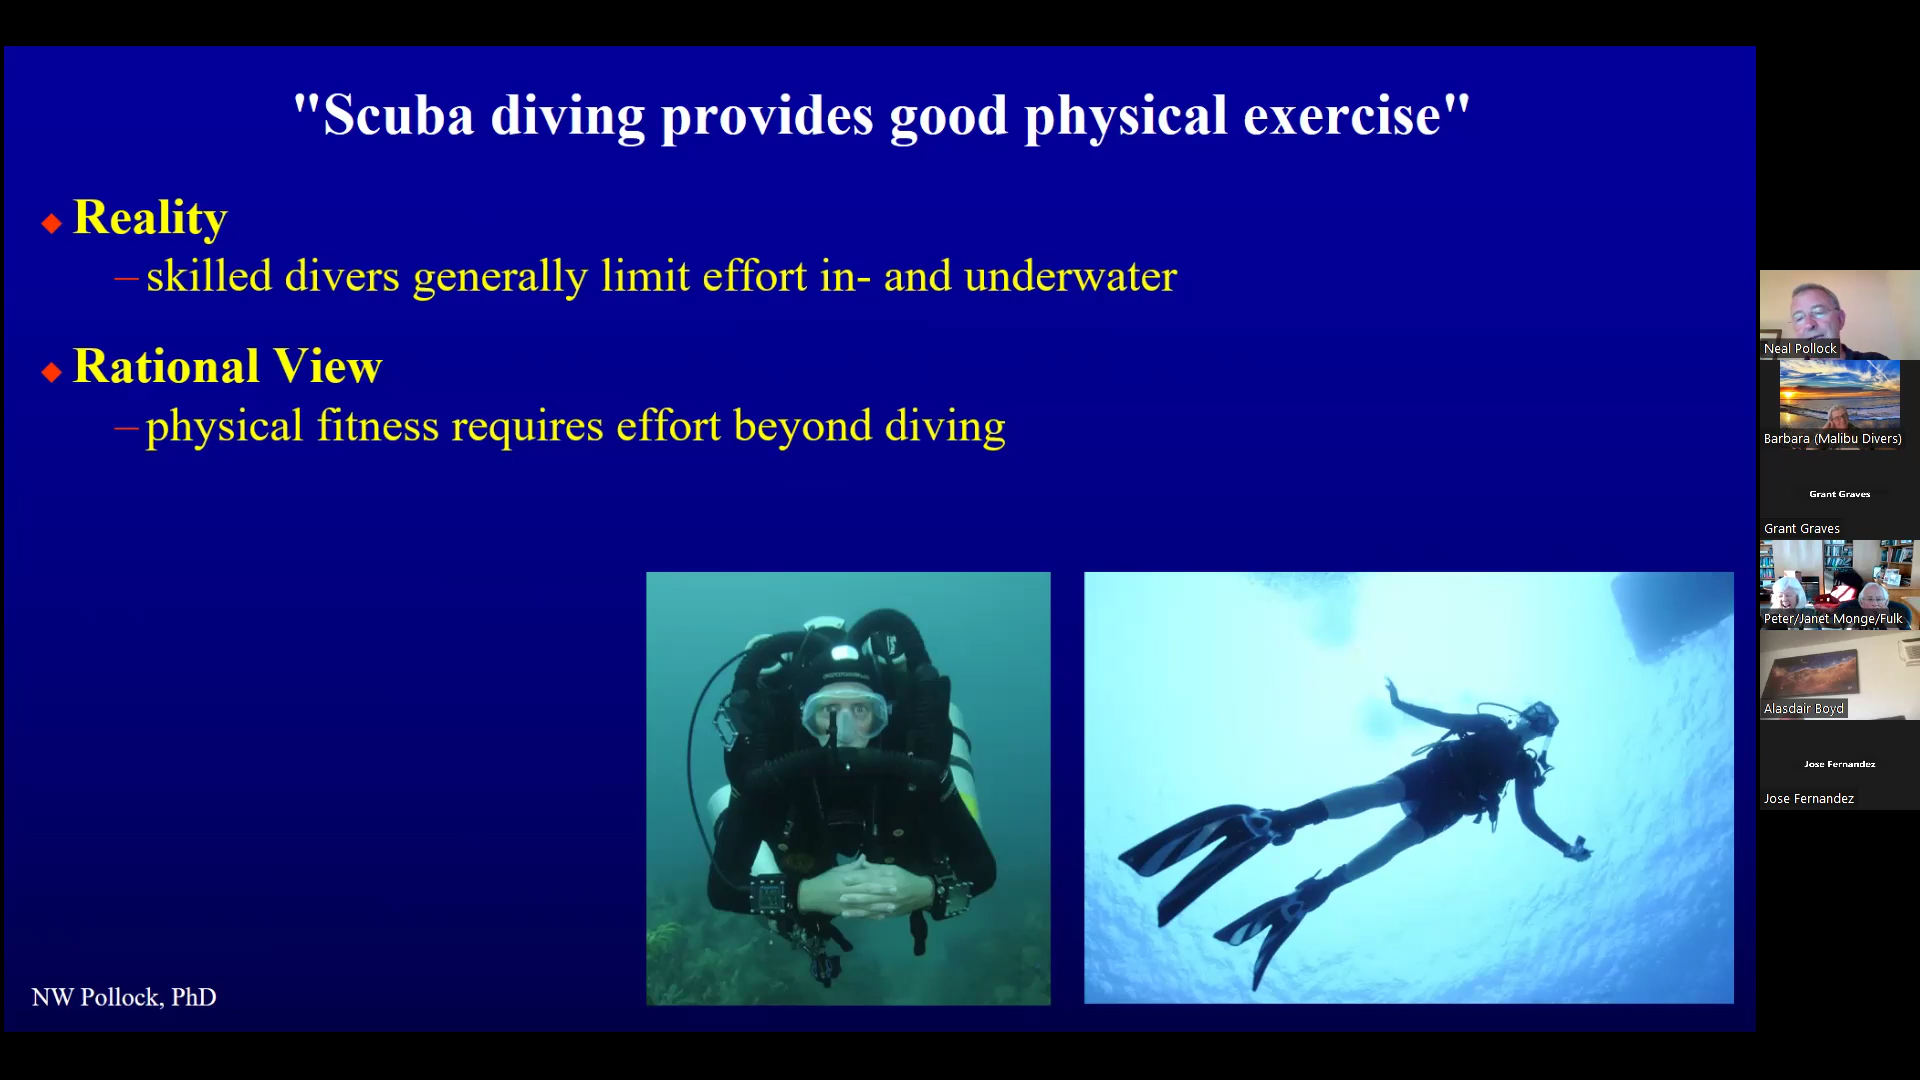 "Scuba diving provides good physical exercise"
Reality
– skilled divers generally limit effort in- and underwater
Rational View
– physical fitness requires effort beyond diving
NW Pollock, PhD
Neal Pollock
Barbara (Malibu Divers)
Grant Graves
Grant Graves
Peter/Janet Monge/Fulk
Alasdair Boyd
Jose Fernandez
Jose Fernandez